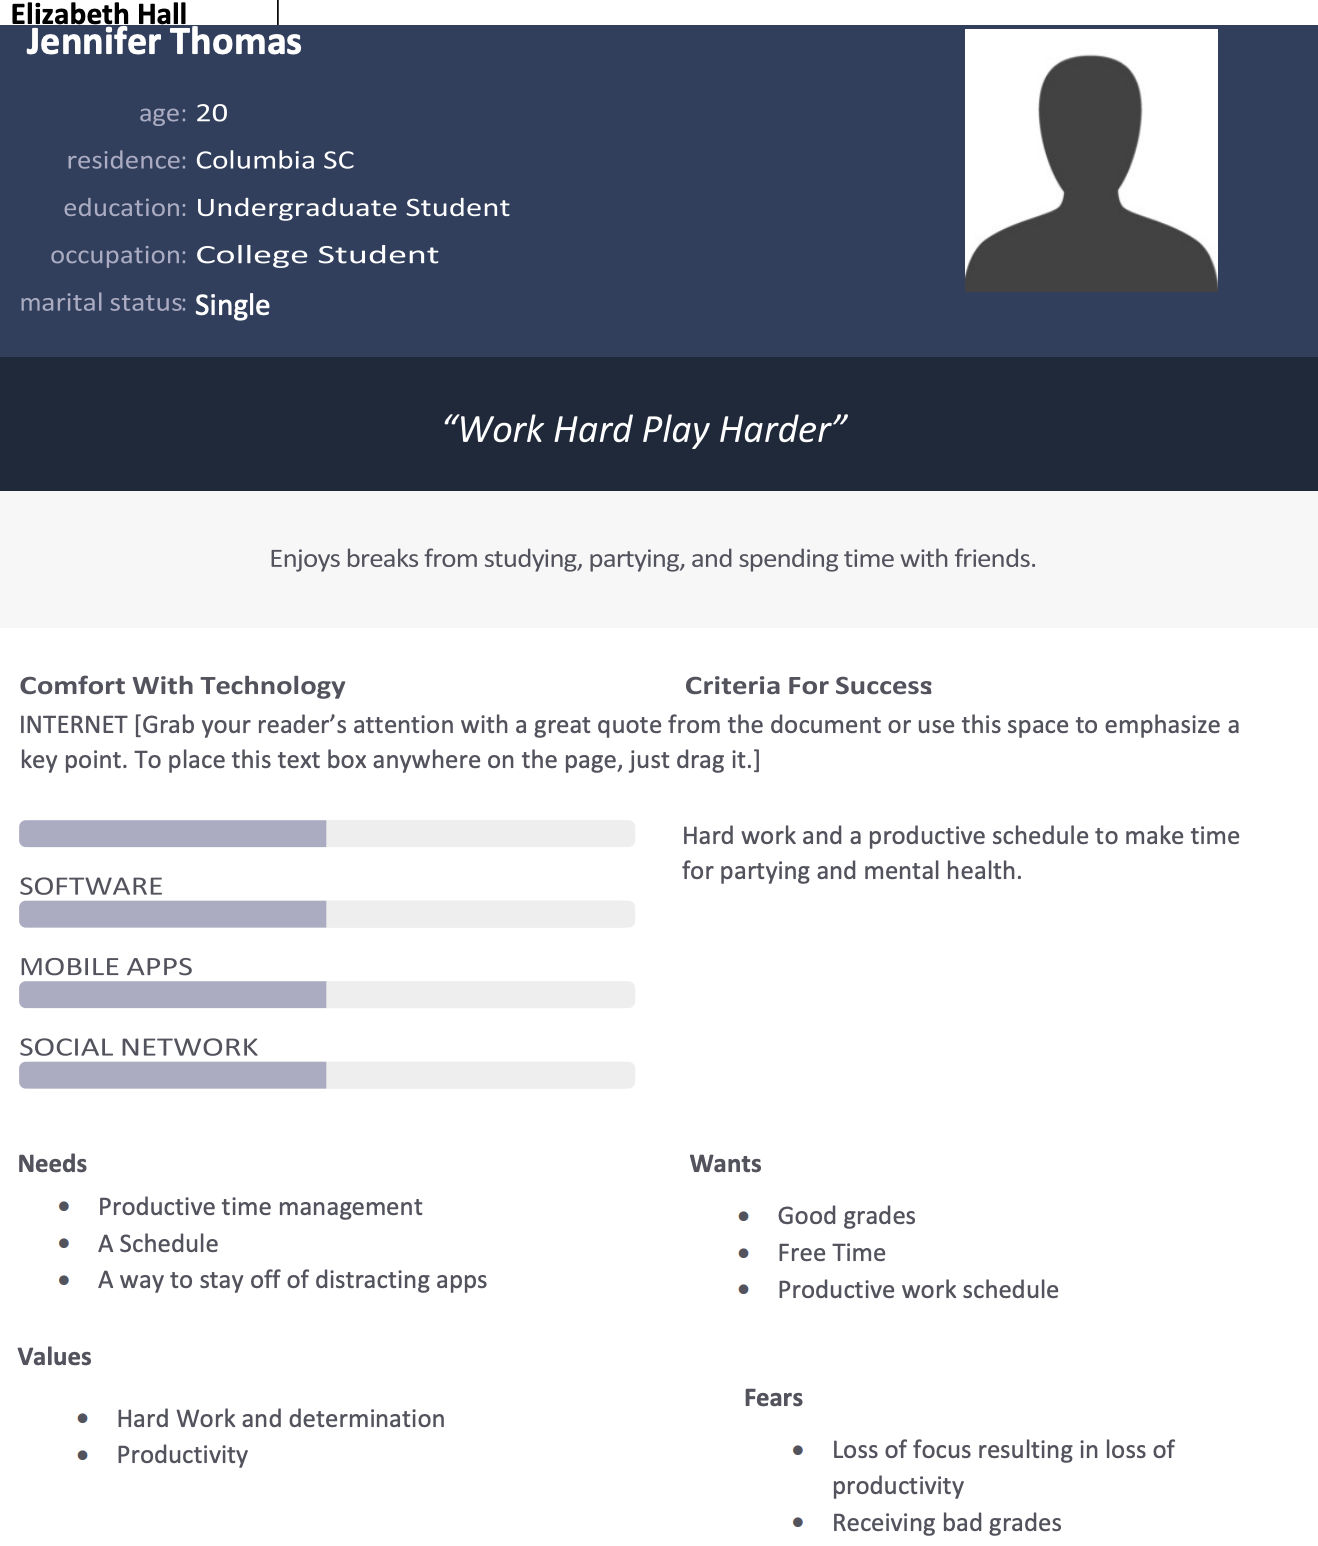 Elizabeth Hall
Jennifer Thomas
age: 20
residence: Columbia SC
education: Undergraduate Student
occupation: College Student
marital status: Single
“Work Hard Play Harder”
Enjoys breaks from studying, partying, and spending time with friends.
Comfort With Technology
Criteria For Success:
INTERNET [Grab your reader’s attention with a great quote from the document or use this space to emphasize a
key point. To place this text box anywhere on the page, just drag it.]
Hard work and a productive schedule to make time
for partying and mental health.
SOFTWARE
MOBILE APPS
SOCIAL NETWORK
Needs
• Productive time management
• A Schedule
• A way to stay off of distracting apps
Wants
• Good grades
• Free Time
• Productive work schedule
Values
• Hard Work and determination
• Productivity
Fears
• Loss of focus resulting in loss of
productivity
• Receiving bad grades